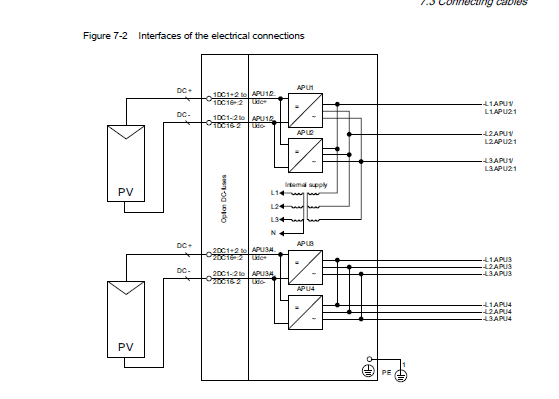 7.3 Connecting cables
Figure 7-2 Interfaces of the electrical connections
DC+
1DC1+2 to
1DC16+:2
APU1/2.
Udc+
APU1
=
~
-L1.APU1/
L1.APU2:1
DC-
1DC1-:2 to
1DC16-2
APU1/2.
Udc-
APU2
=
~
-L2.APU1/
L2.APU2:1
-L3.APU1/
L3.APU2:1
PV
Option DC-fuses
Internal supply
L1
L2
L3
N
DC+
2DC1+:2 to
2DC16+:2
APU3/4.
Udc+
APU3
=
~
-L1.APU3
-L2.APU3
-L3.APU3
DC-
2DC1-:2 to
2DC16-2
APU3/4.
Udc-
APU4
=
~
-L1.APU4
-L2.APU4
-L3.APU4
PV
PE
1